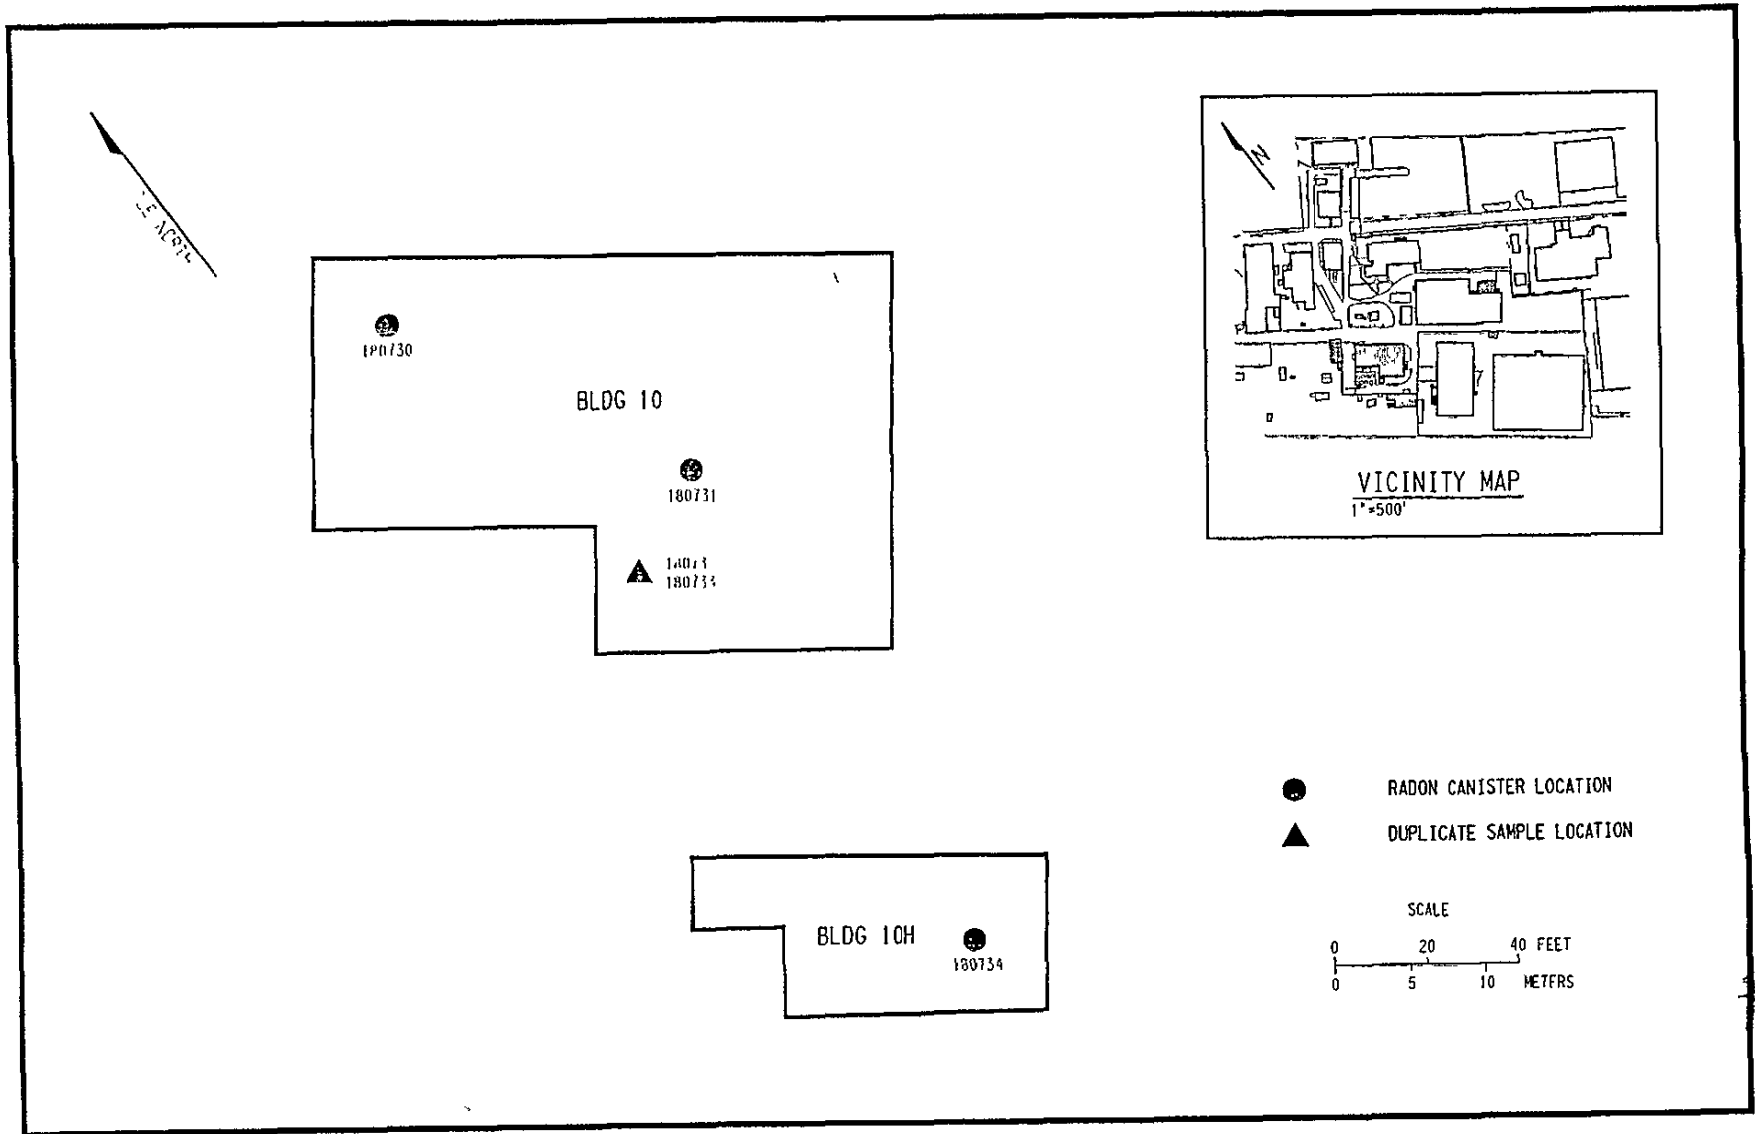 N
180730
BLDG 10
180731
180733
VICINITY MAP
1"=500'
RADON CANISTER LOCATION
DUPLICATE SAMPLE LOCATION
BLDG 10H
180734
SCALE
0 20 40 FEET
0 5 10 METERS